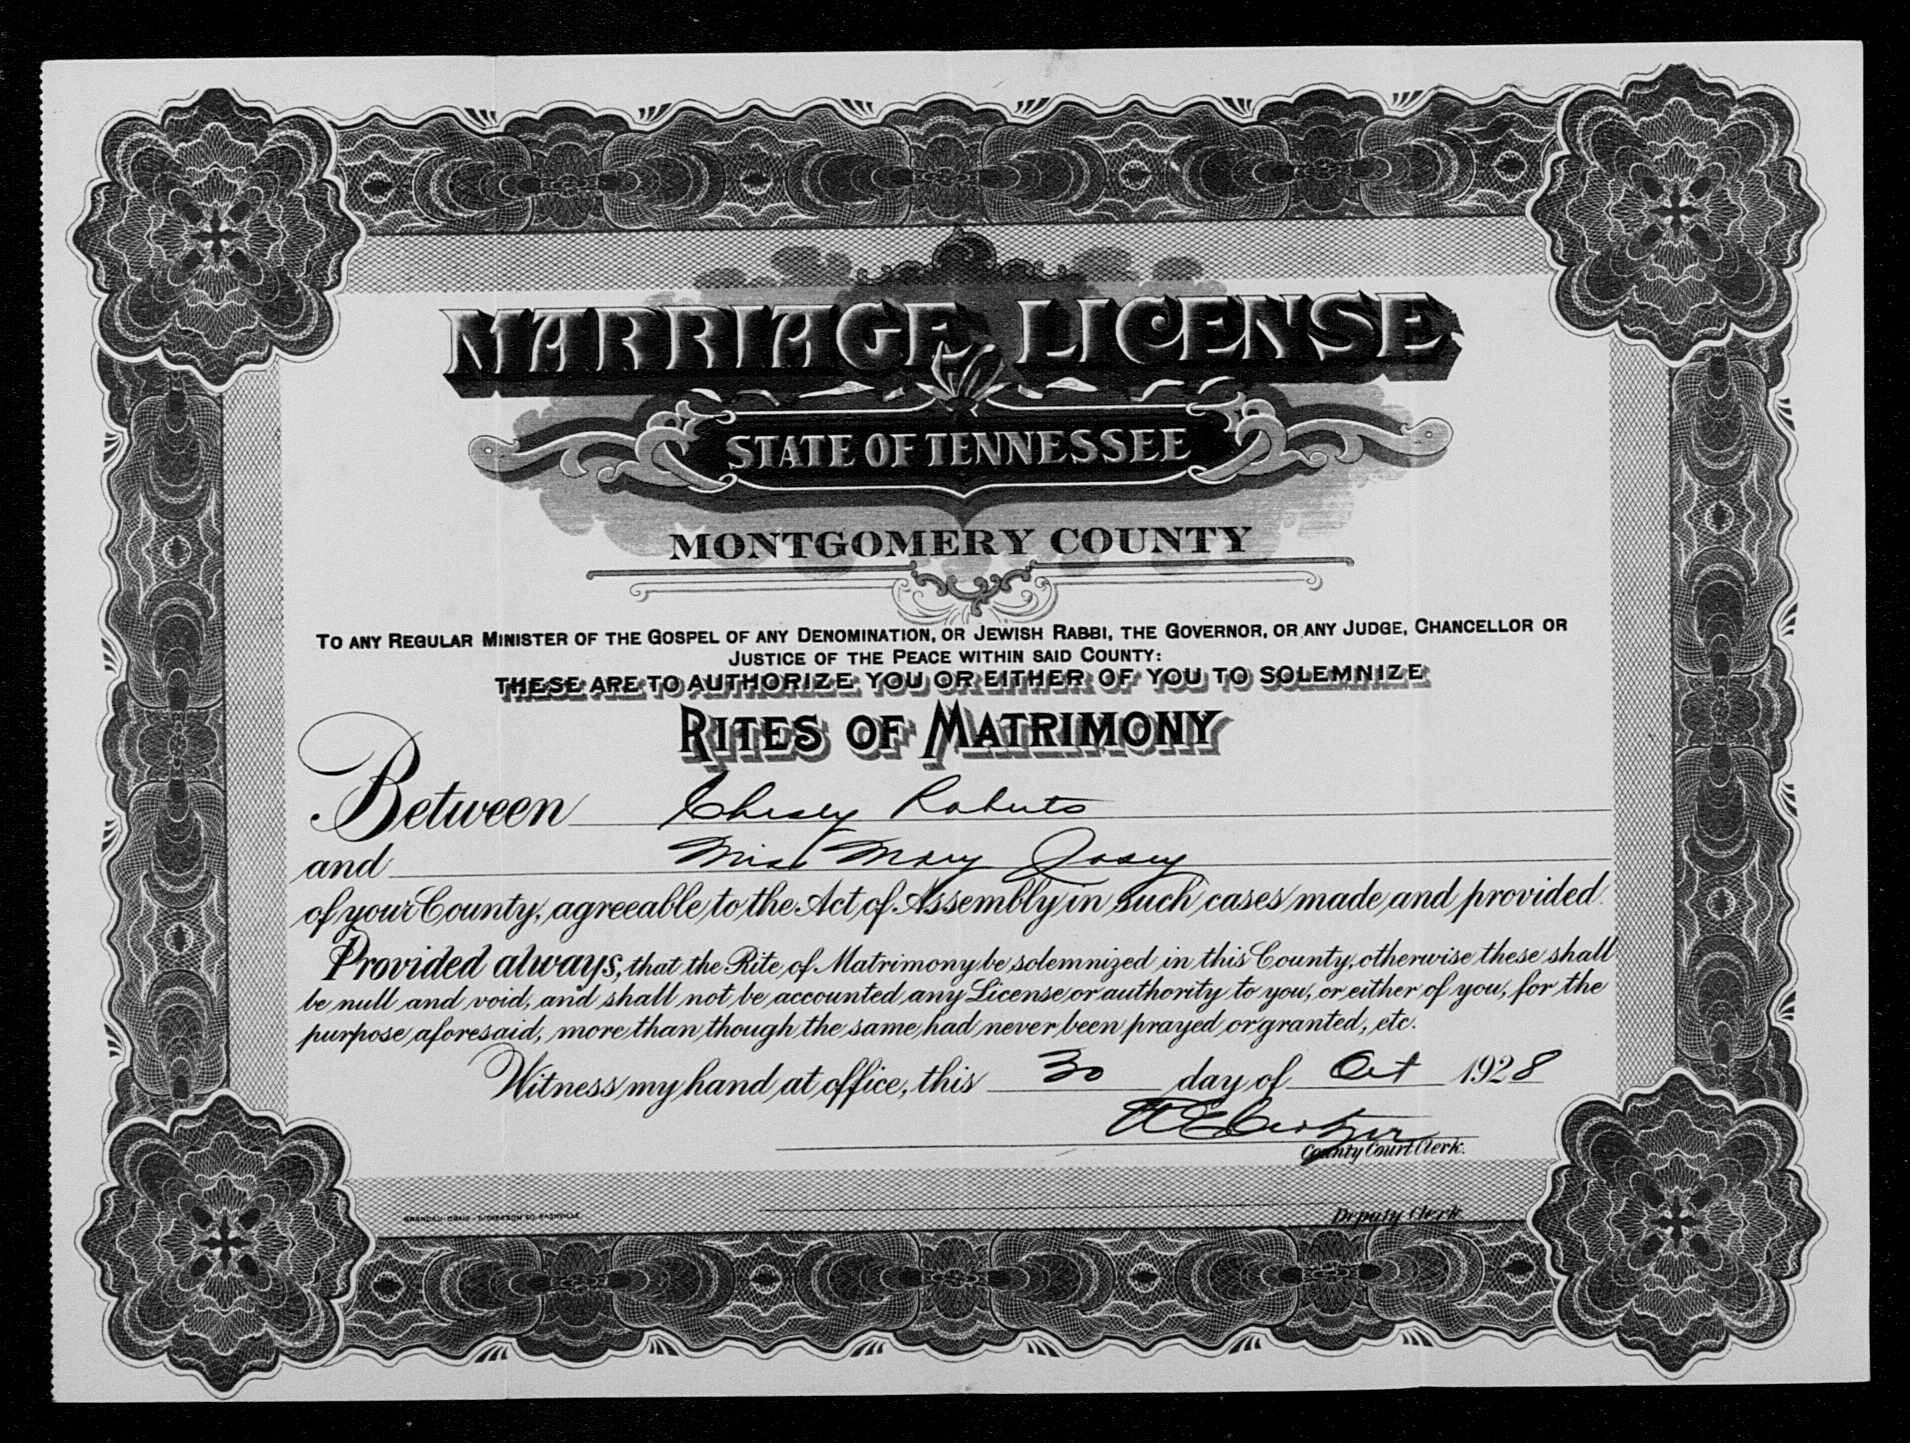 MARRIAGE LICENSE
STATE OF TENNESSEE
MONTGOMERY COUNTY
TO ANY REGULAR MINISTER OF THE GOSPEL OF ANY DENOMINATION, OR JEWISH RABBI, THE GOVERNOR, OR ANY JUDGE, CHANCELLOR OR
JUSTICE OF THE PEACE WITHIN SAID COUNTY:
THESE ARE TO AUTHORIZE YOU OR EITHER OF YOU TO SOLEMNIZE
RITES OF MATRIMONY
Between Chesley Roberts
and Miss Mary
of your County, agreeable to the Act of Assembly in such cases made and provided.
Provided always, that the Rite of Matrimony be solemnized in this County, otherwise these shall
be null and void, and shall not be accounted any License or authority to you, or either of you, for the
purpose aforesaid, more than though the same had never been prayed or granted, etc.
Witness my hand at office, this 30 day of Oct 1928
County Court Clerk.
Deputy Clerk